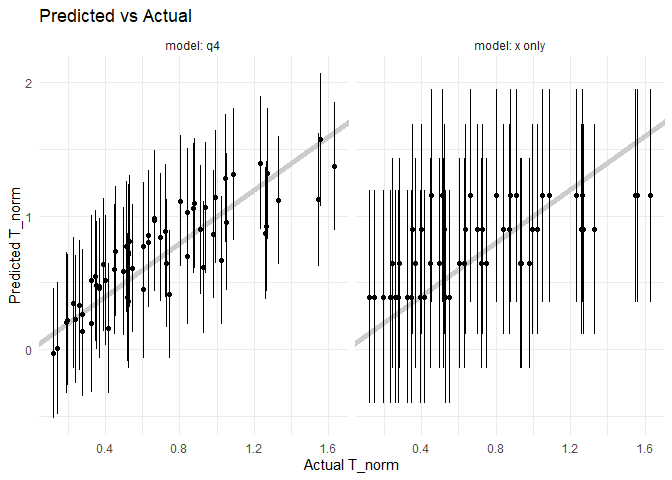 Predicted vs Actual
model: q4
model: x only
Predicted T_norm
2
1
0
0.4 0.8 1.2 1.6 0.4 0.8 1.2 1.6
Actual T_norm